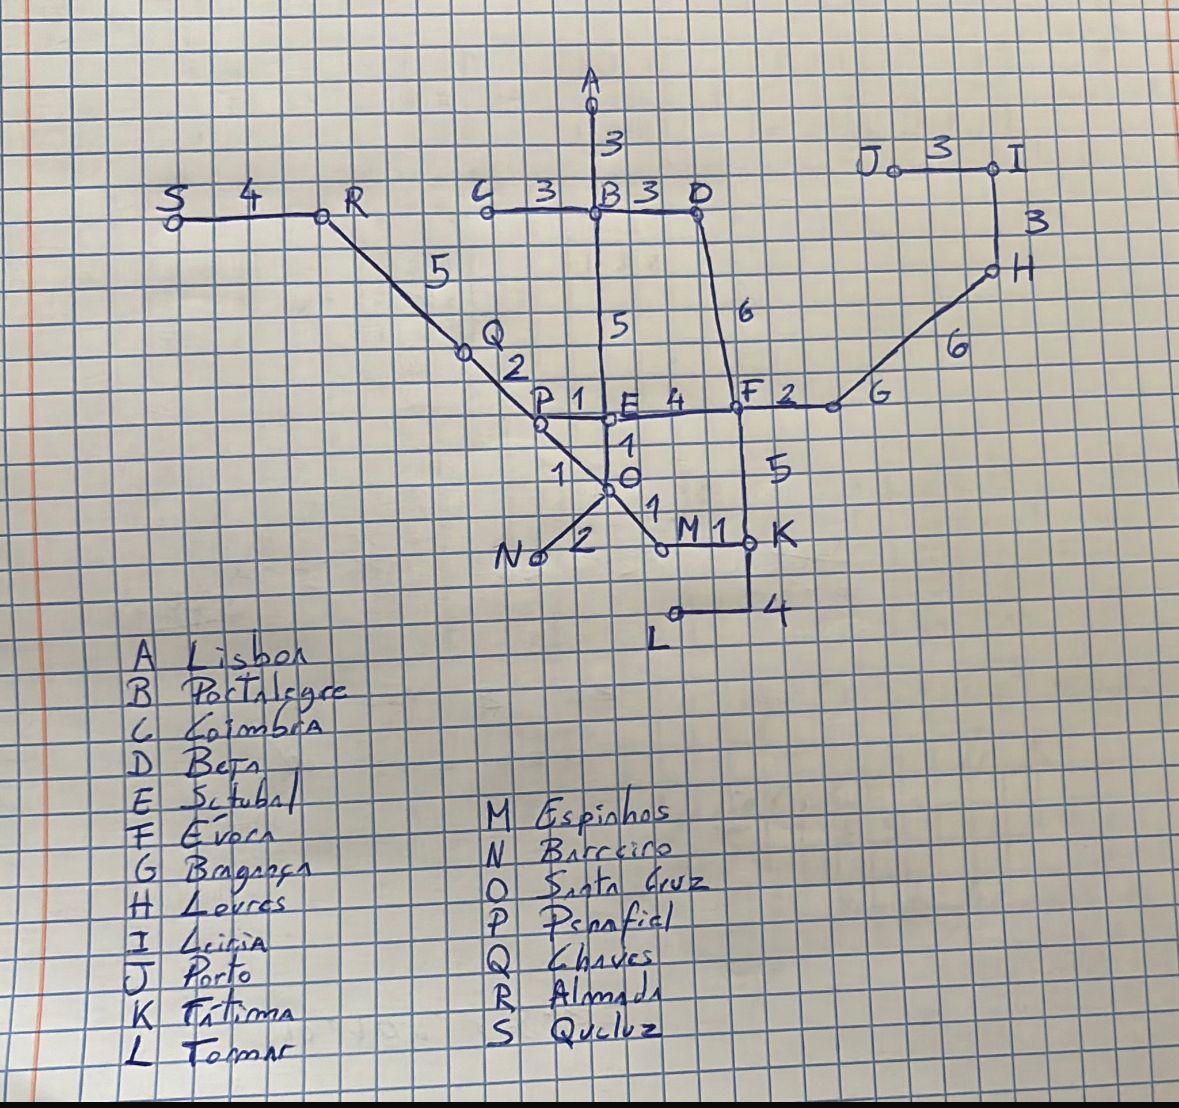 A
3
J 3 I
S 4 R C 3 B 3 D
3
H
5
5 6
6
Q
2
P 1 E 4 F 2 G
1
1 O 5
1
N 2 M 1 K
4
L
A Lisboa
B Portalegre
C Coimbra
D Beja
E Setubal
F Évora
G Bragança
H Loures
I Leiria
J Porto
K Fátima
L Tomar
M Espinhos
N Barreiro
O Santa Cruz
P Penafiel
Q Chaves
R Almada
S Queluz